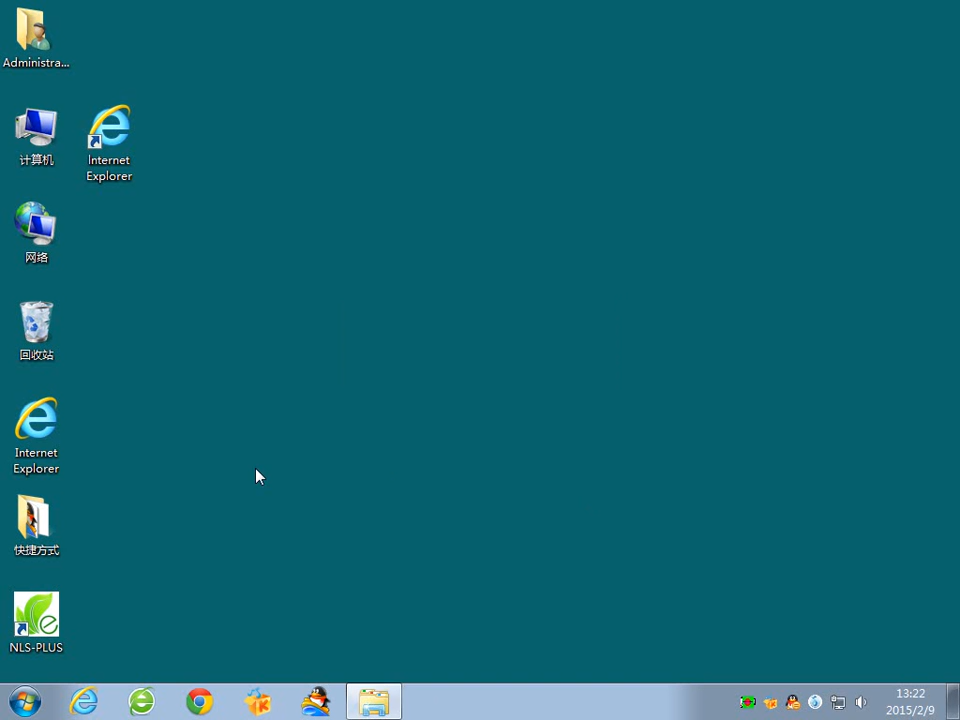 Administra...
计算机
Internet
Explorer
网络
回收站
Internet
Explorer
快捷方式
NLS-PLUS
13:22
2015/2/9